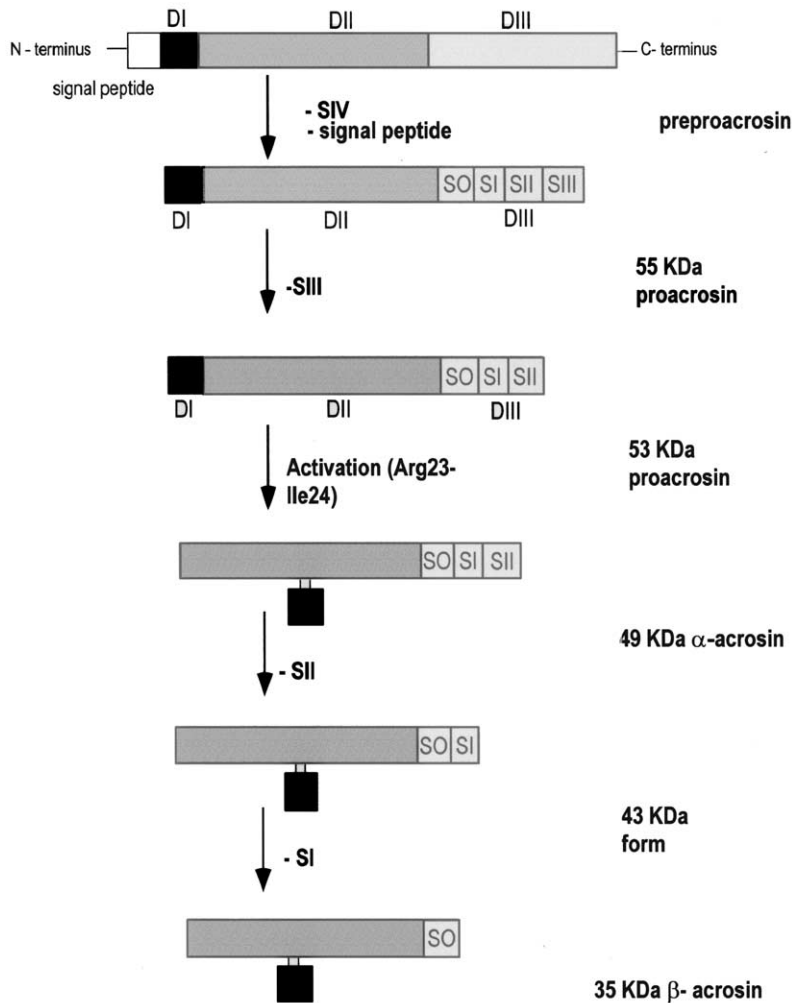 DI DII DIII
N - terminus C- terminus
signal peptide
- SIV
- signal peptide
preproacrosin
SO SI SII SIII
DI DII DIII
-SIII
55 KDa
proacrosin
SO SI SII
DI DII DIII
53 KDa
proacrosin
Activation (Arg23-
Ile24)
SO SI SII
49 KDa α-acrosin
- SII
SO SI
43 KDa
form
- SI
SO
35 KDa β- acrosin